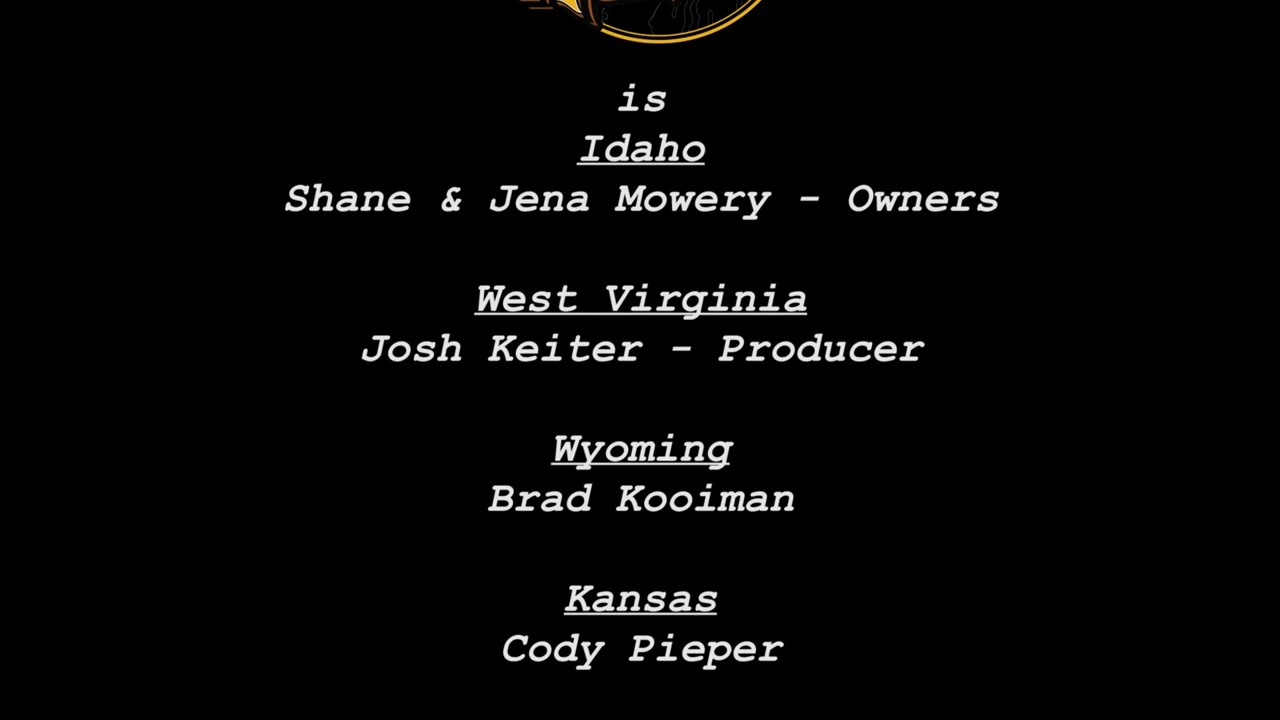 is
Idaho
Shane & Jena Mowery - Owners
West Virginia
Josh Keiter - Producer
Wyoming
Brad Kooiman
Kansas
Cody Pieper